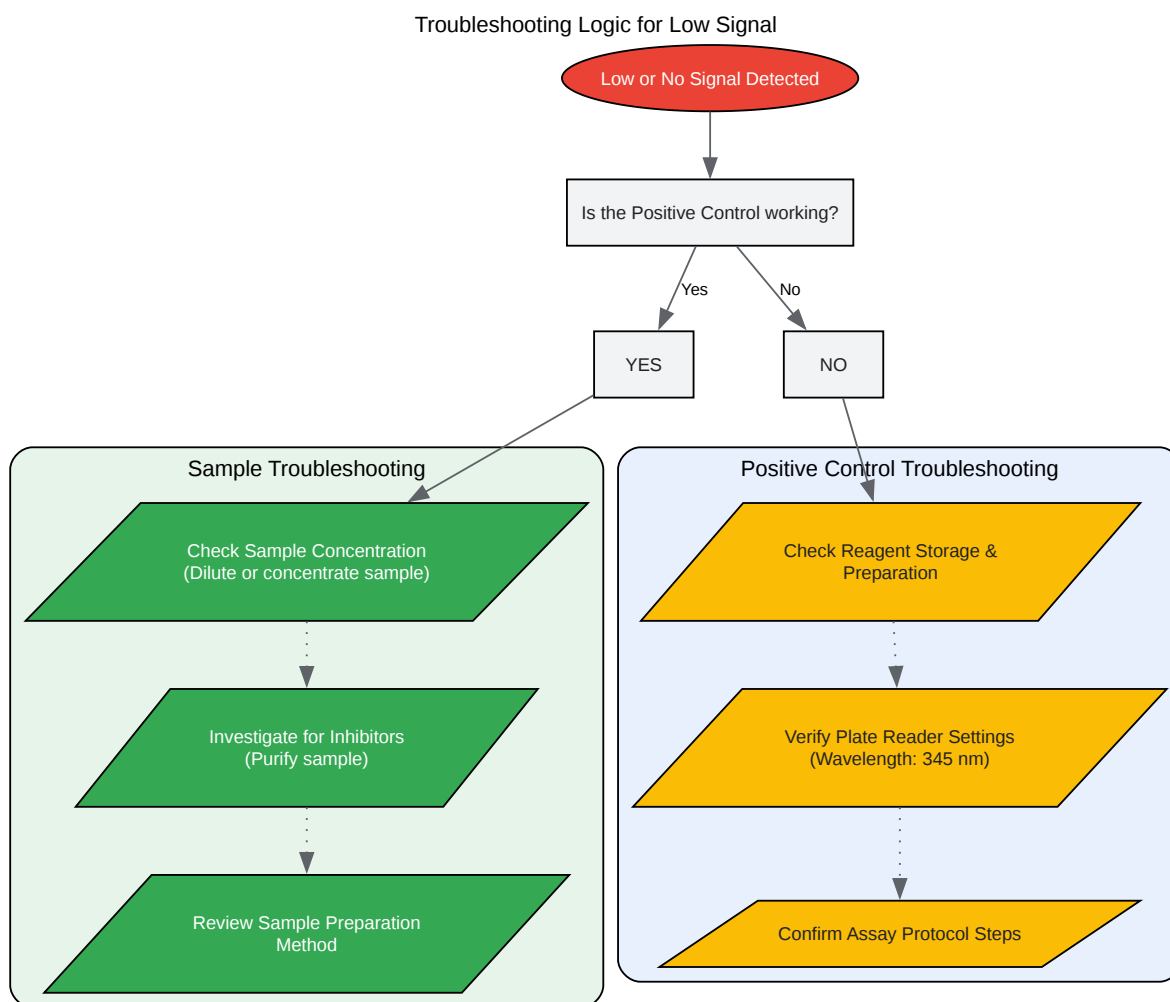 Troubleshooting Logic for Low Signal
Low or No Signal Detected
Is the Positive Control working?
Yes
No
YES
NO
Sample Troubleshooting
Check Sample Concentration
(Dilute or concentrate sample)
Investigate for Inhibitors
(Purify sample)
Review Sample Preparation
Method
Positive Control Troubleshooting
Check Reagent Storage &
Preparation
Verify Plate Reader Settings
(Wavelength: 345 nm)
Confirm Assay Protocol Steps